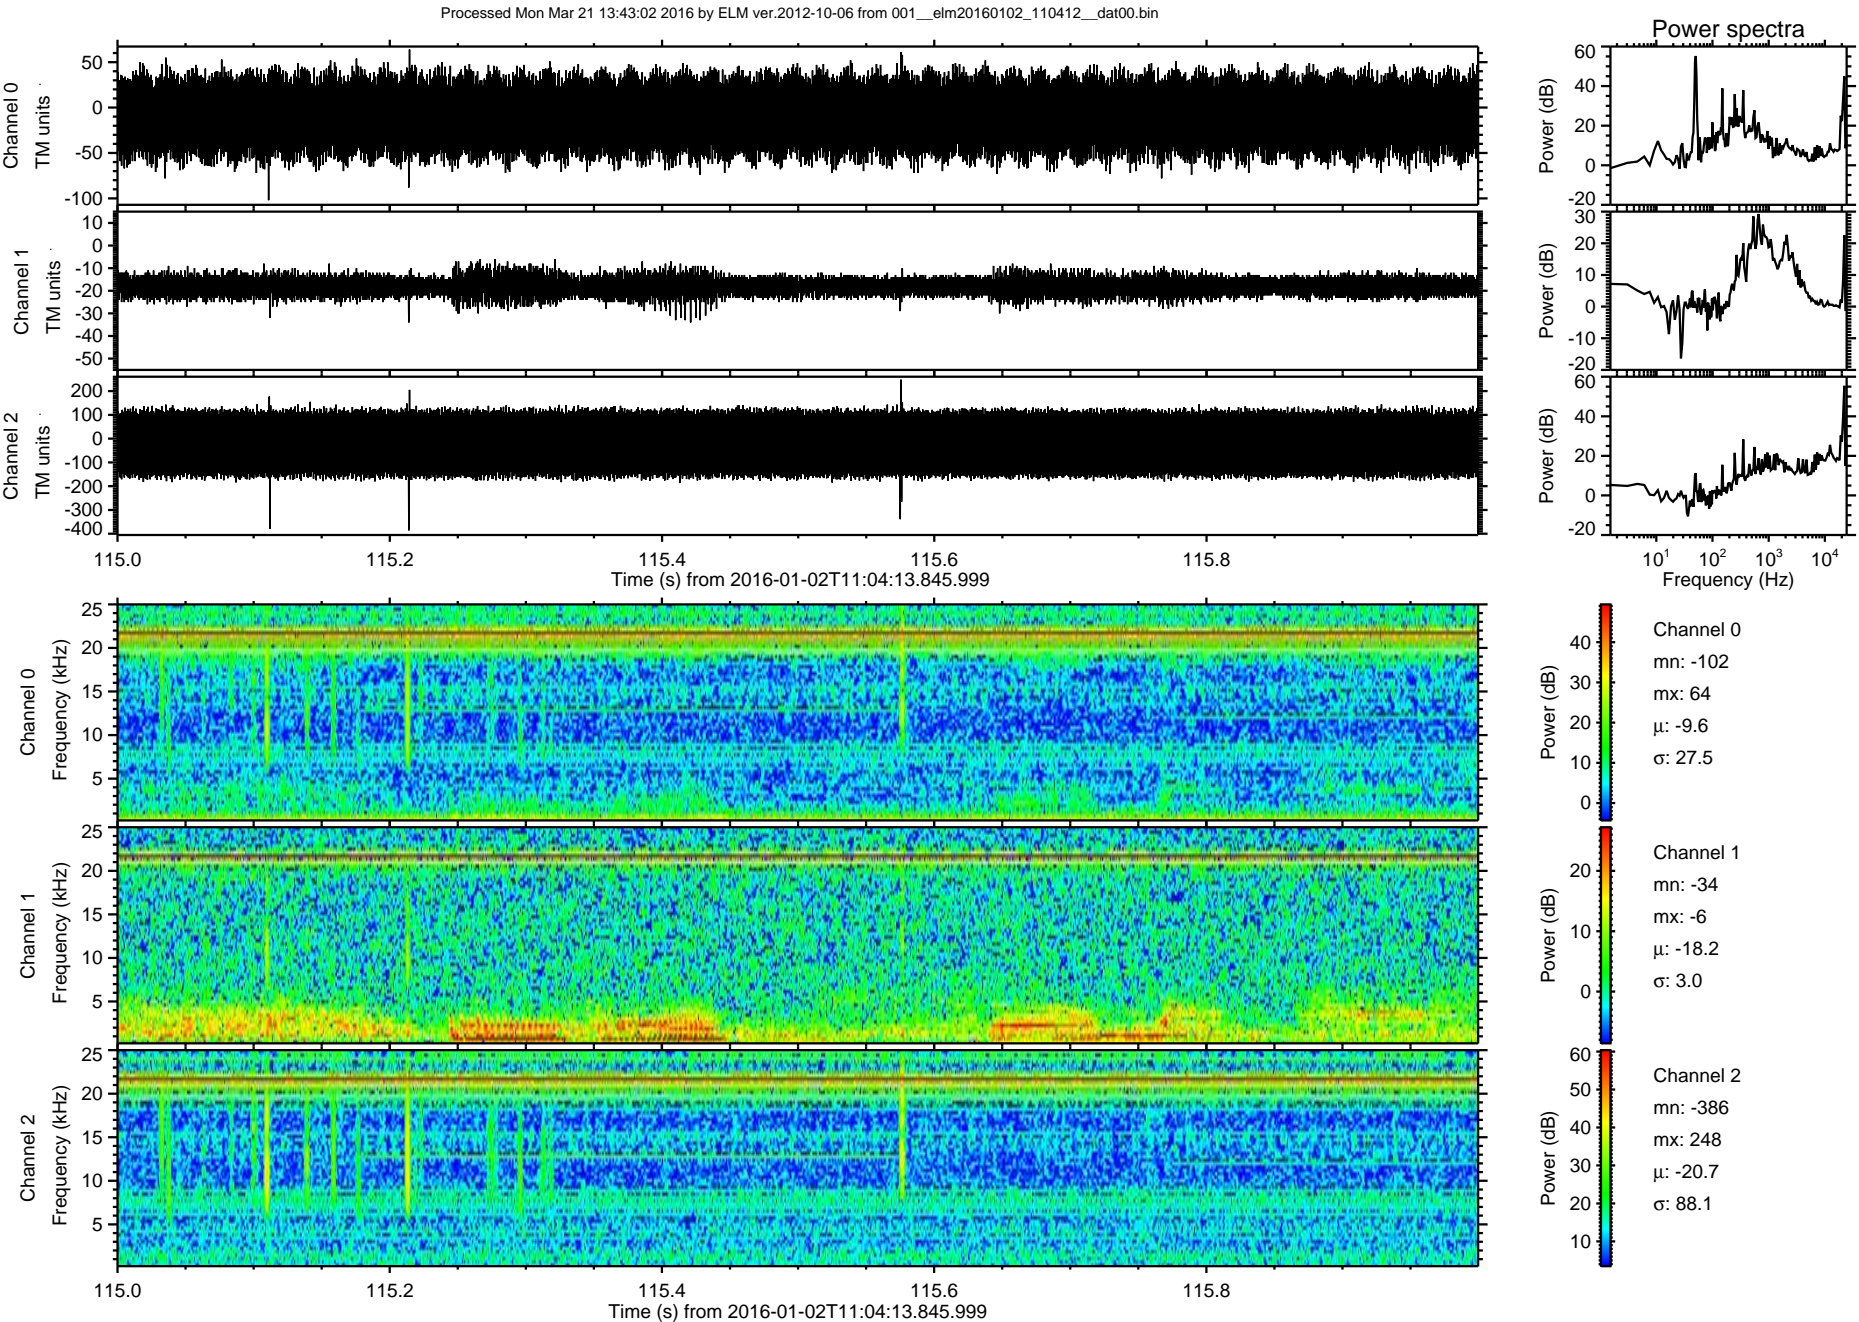 Processed Mon Mar 21 13:43:02 2016 by ELM ver.2012-10-06 from 001__elm20160102_110412__dat00.bin
Power spectra
Channel 0
TM units
50
0
-50
-100
Power (dB)
60
40
20
0
-20
Channel 1
TM units
10
0
-10
-20
-30
-40
-50
Power (dB)
30
20
10
0
-10
-20
Channel 2
TM units
200
100
0
-100
-200
-300
-400
Power (dB)
60
40
20
0
-20
115.0 115.2 115.4 115.6 115.8
Time (s) from 2016-01-02T11:04:13.845.999
10¹ 10² 10³ 10⁴
Frequency (Hz)
Channel 0
Frequency (kHz)
25
20
15
10
5
Power (dB)
40
30
20
10
0
Channel 0
mn: -102
mx: 64
μ: -9.6
σ: 27.5
Channel 1
Frequency (kHz)
25
20
15
10
5
Power (dB)
20
10
0
Channel 1
mn: -34
mx: -6
μ: -18.2
σ: 3.0
Channel 2
Frequency (kHz)
25
20
15
10
5
Power (dB)
60
50
40
30
20
10
Channel 2
mn: -386
mx: 248
μ: -20.7
σ: 88.1
115.0 115.2 115.4 115.6 115.8
Time (s) from 2016-01-02T11:04:13.845.999